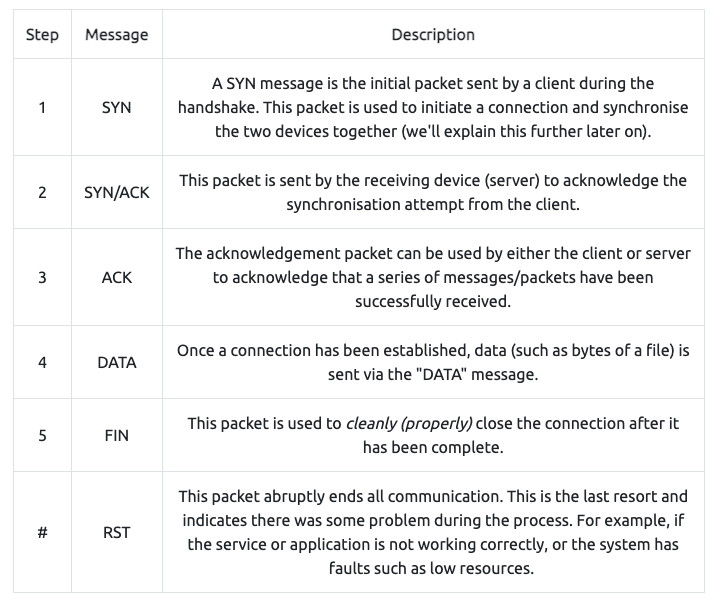 Step Message Description
A SYN message is the initial packet sent by a client during the
1 SYN handshake. This packet is used to initiate a connection and synchronise
the two devices together (we'll explain this further later on).
This packet is sent by the receiving device (server) to acknowledge the
2 SYN/ACK
synchronisation attempt from the client.
The acknowledgement packet can be used by either the client or server
3 ACK to acknowledge that a series of messages/packets have been
successfully received.
Once a connection has been established, data (such as bytes of a file) is
4 DATA
sent via the "DATA" message.
This packet is used to cleanly (properly) close the connection after it
5 FIN
has been complete.
This packet abruptly ends all communication. This is the last resort and
indicates there was some problem during the process. For example, if
# RST
the service or application is not working correctly, or the system has
faults such as low resources.